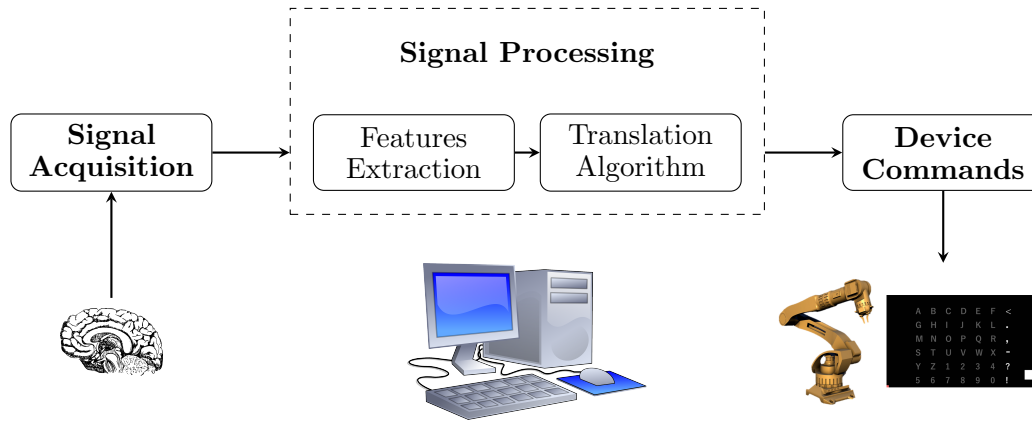 Signal Processing
Signal
Acquisition
Features
Extraction
Translation
Algorithm
Device
Commands
A B C D E F <
G H I J K L .
M N O P Q R ,
S T U V W X -
Y Z 1 2 3 4 ?
5 6 7 8 9 0 !